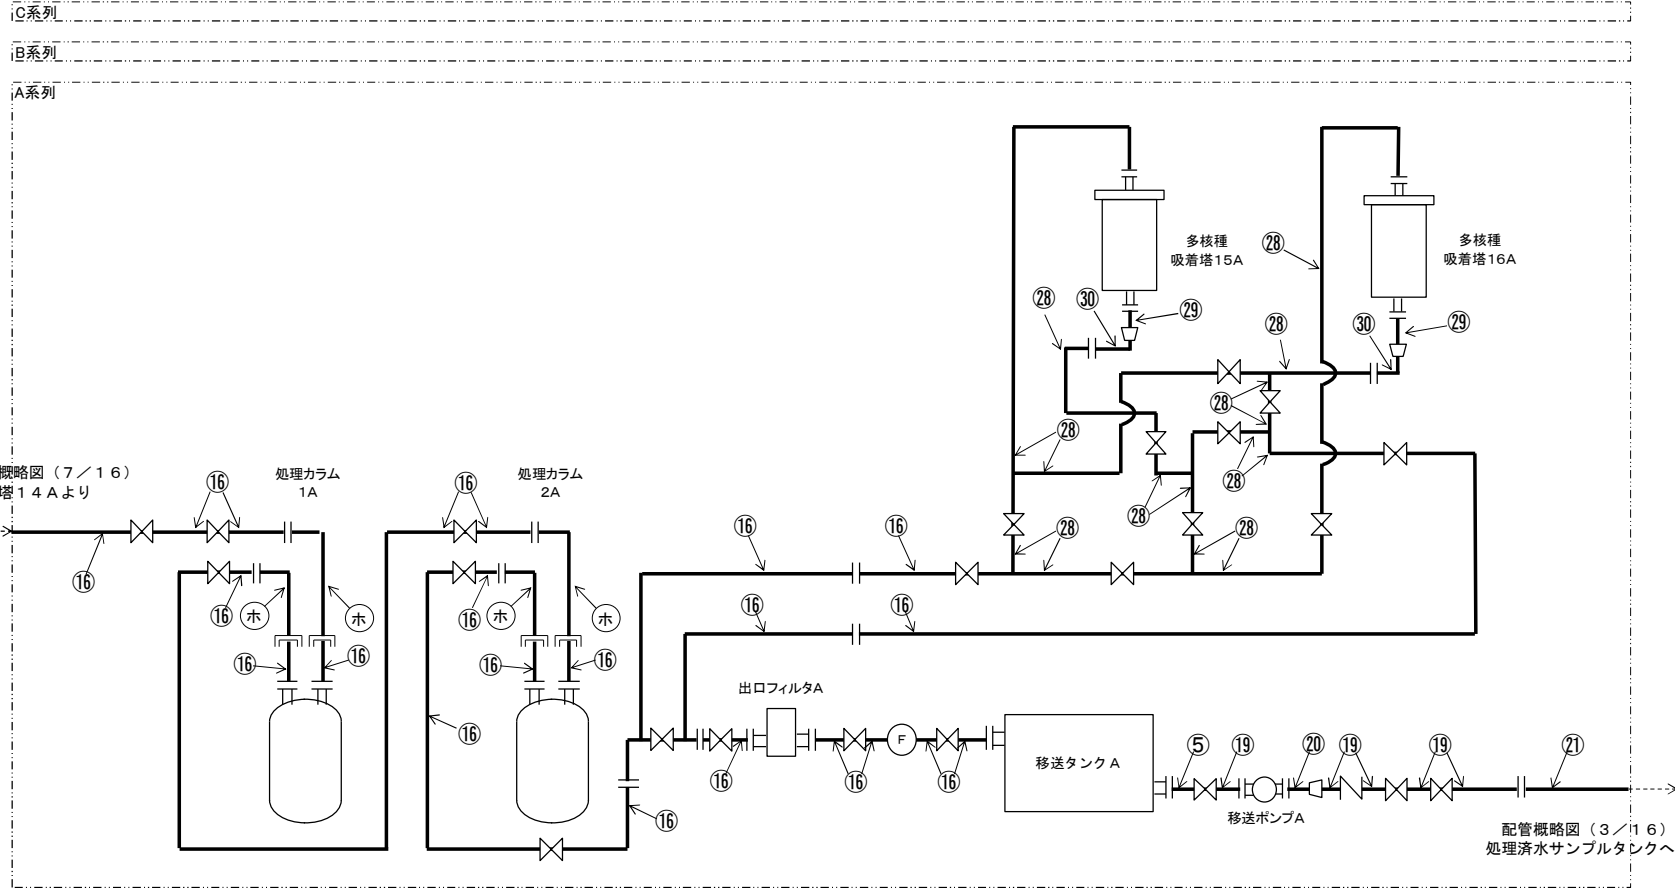 C系列
B系列
A系列
多核種
吸着塔15A
多核種
吸着塔16A
㉘
㉘
㉚
㉙
㉘
㉚
㉙
㉘
㉘
概略図（7／16）
塔14Aより
処理カラム
1A
処理カラム
2A
⑯
⑯
㉘
㉘
⑯
⑯
㉘
㉘
⑯
⑯
ホ
ホ
⑯
ホ
ホ
⑯
⑯
⑯
⑯
⑯
⑯
⑯
出口フィルタA
⑯
F
⑯
⑯
⑯
⑯
移送タンクA
⑤
⑲
⑳
⑲
⑲
㉑
移送ポンプA
配管概略図（3／16）
処理済水サンプルタンクへ